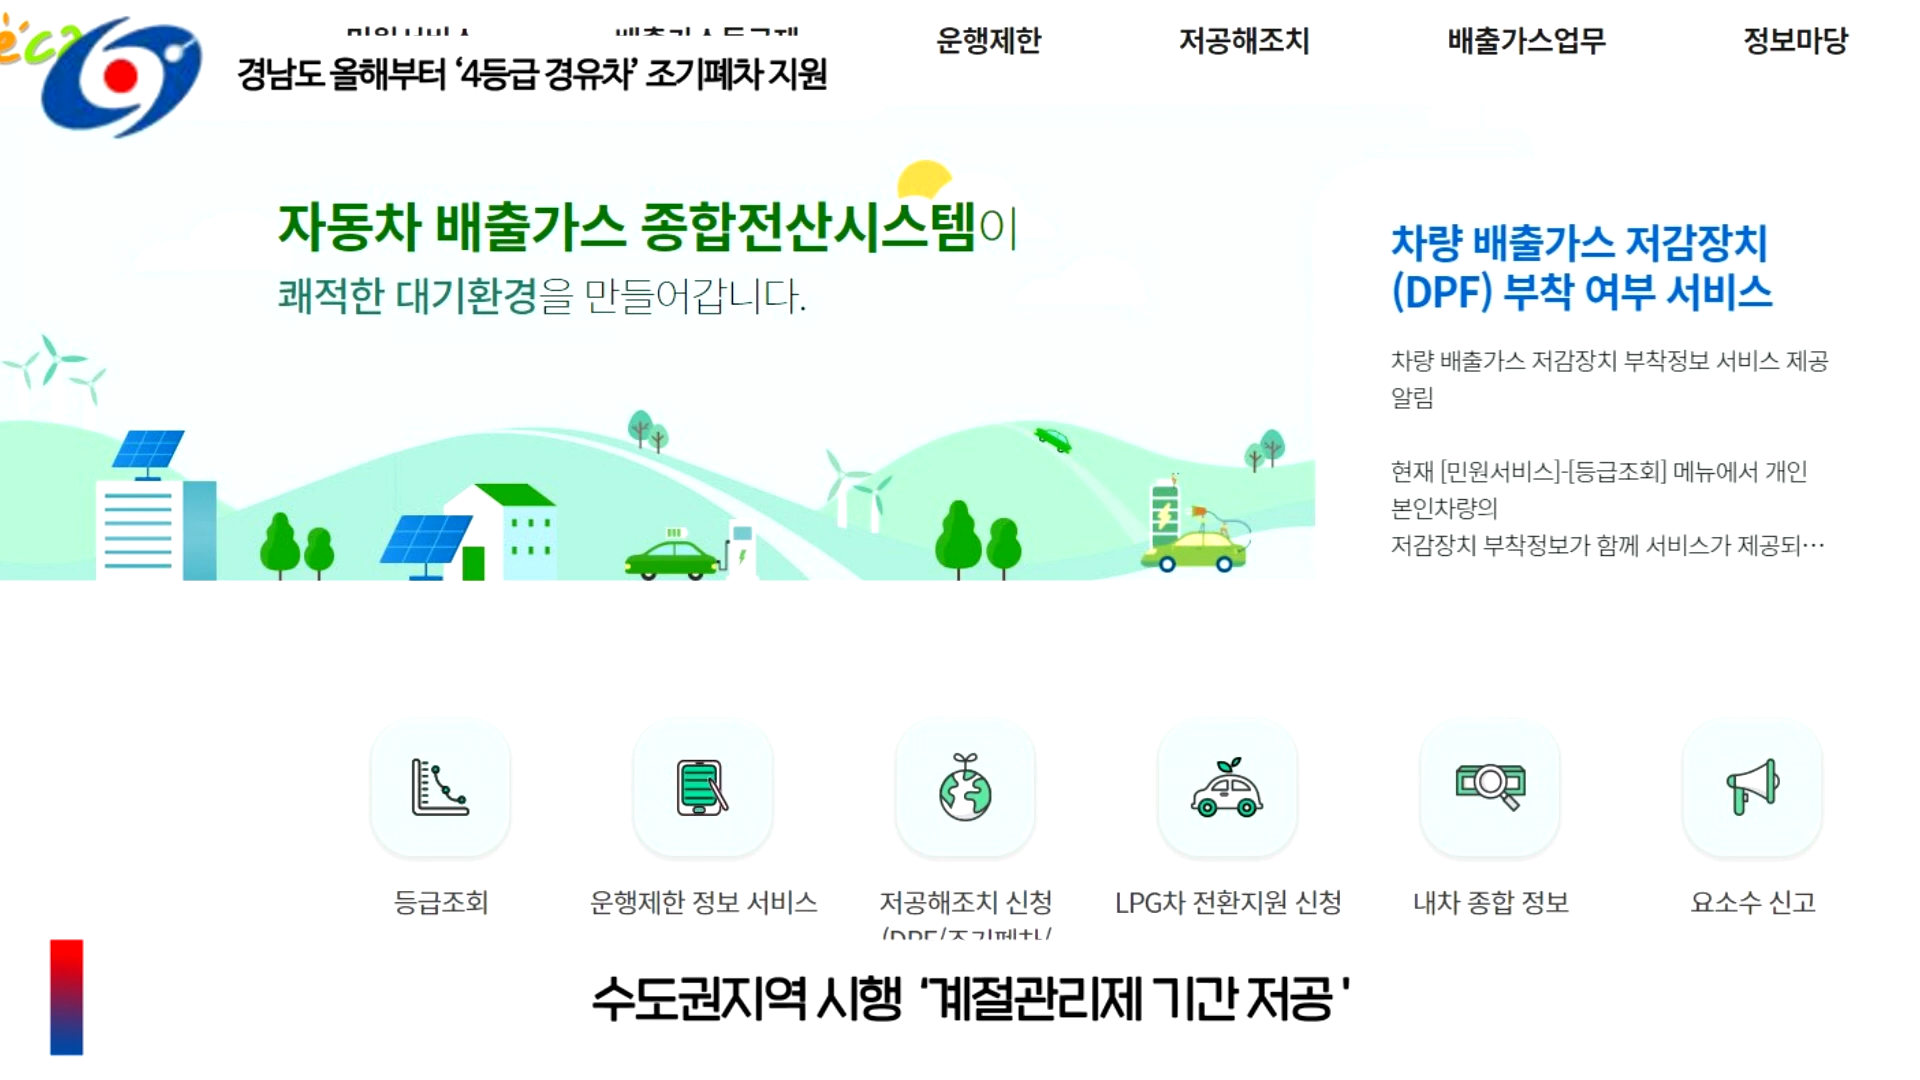 운행제한
저공해조치
배출가스업무
정보마당
경남도 올해부터 ‘4등급 경유차’ 조기폐차 지원
자동차 배출가스 종합전산시스템이
쾌적한 대기환경을 만들어갑니다.
차량 배출가스 저감장치
(DPF) 부착 여부 서비스
차량 배출가스 저감장치 부착정보 서비스 제공
알림
현재 [민원서비스]-[등급조회] 메뉴에서 개인
본인차량의
저감장치 부착정보가 함께 서비스가 제공되…
등급조회
운행제한 정보 서비스
저공해조치 신청
LPG차 전환지원 신청
내차 종합 정보
요소수 신고
수도권지역 시행 ‘계절관리제 기간 저공 '